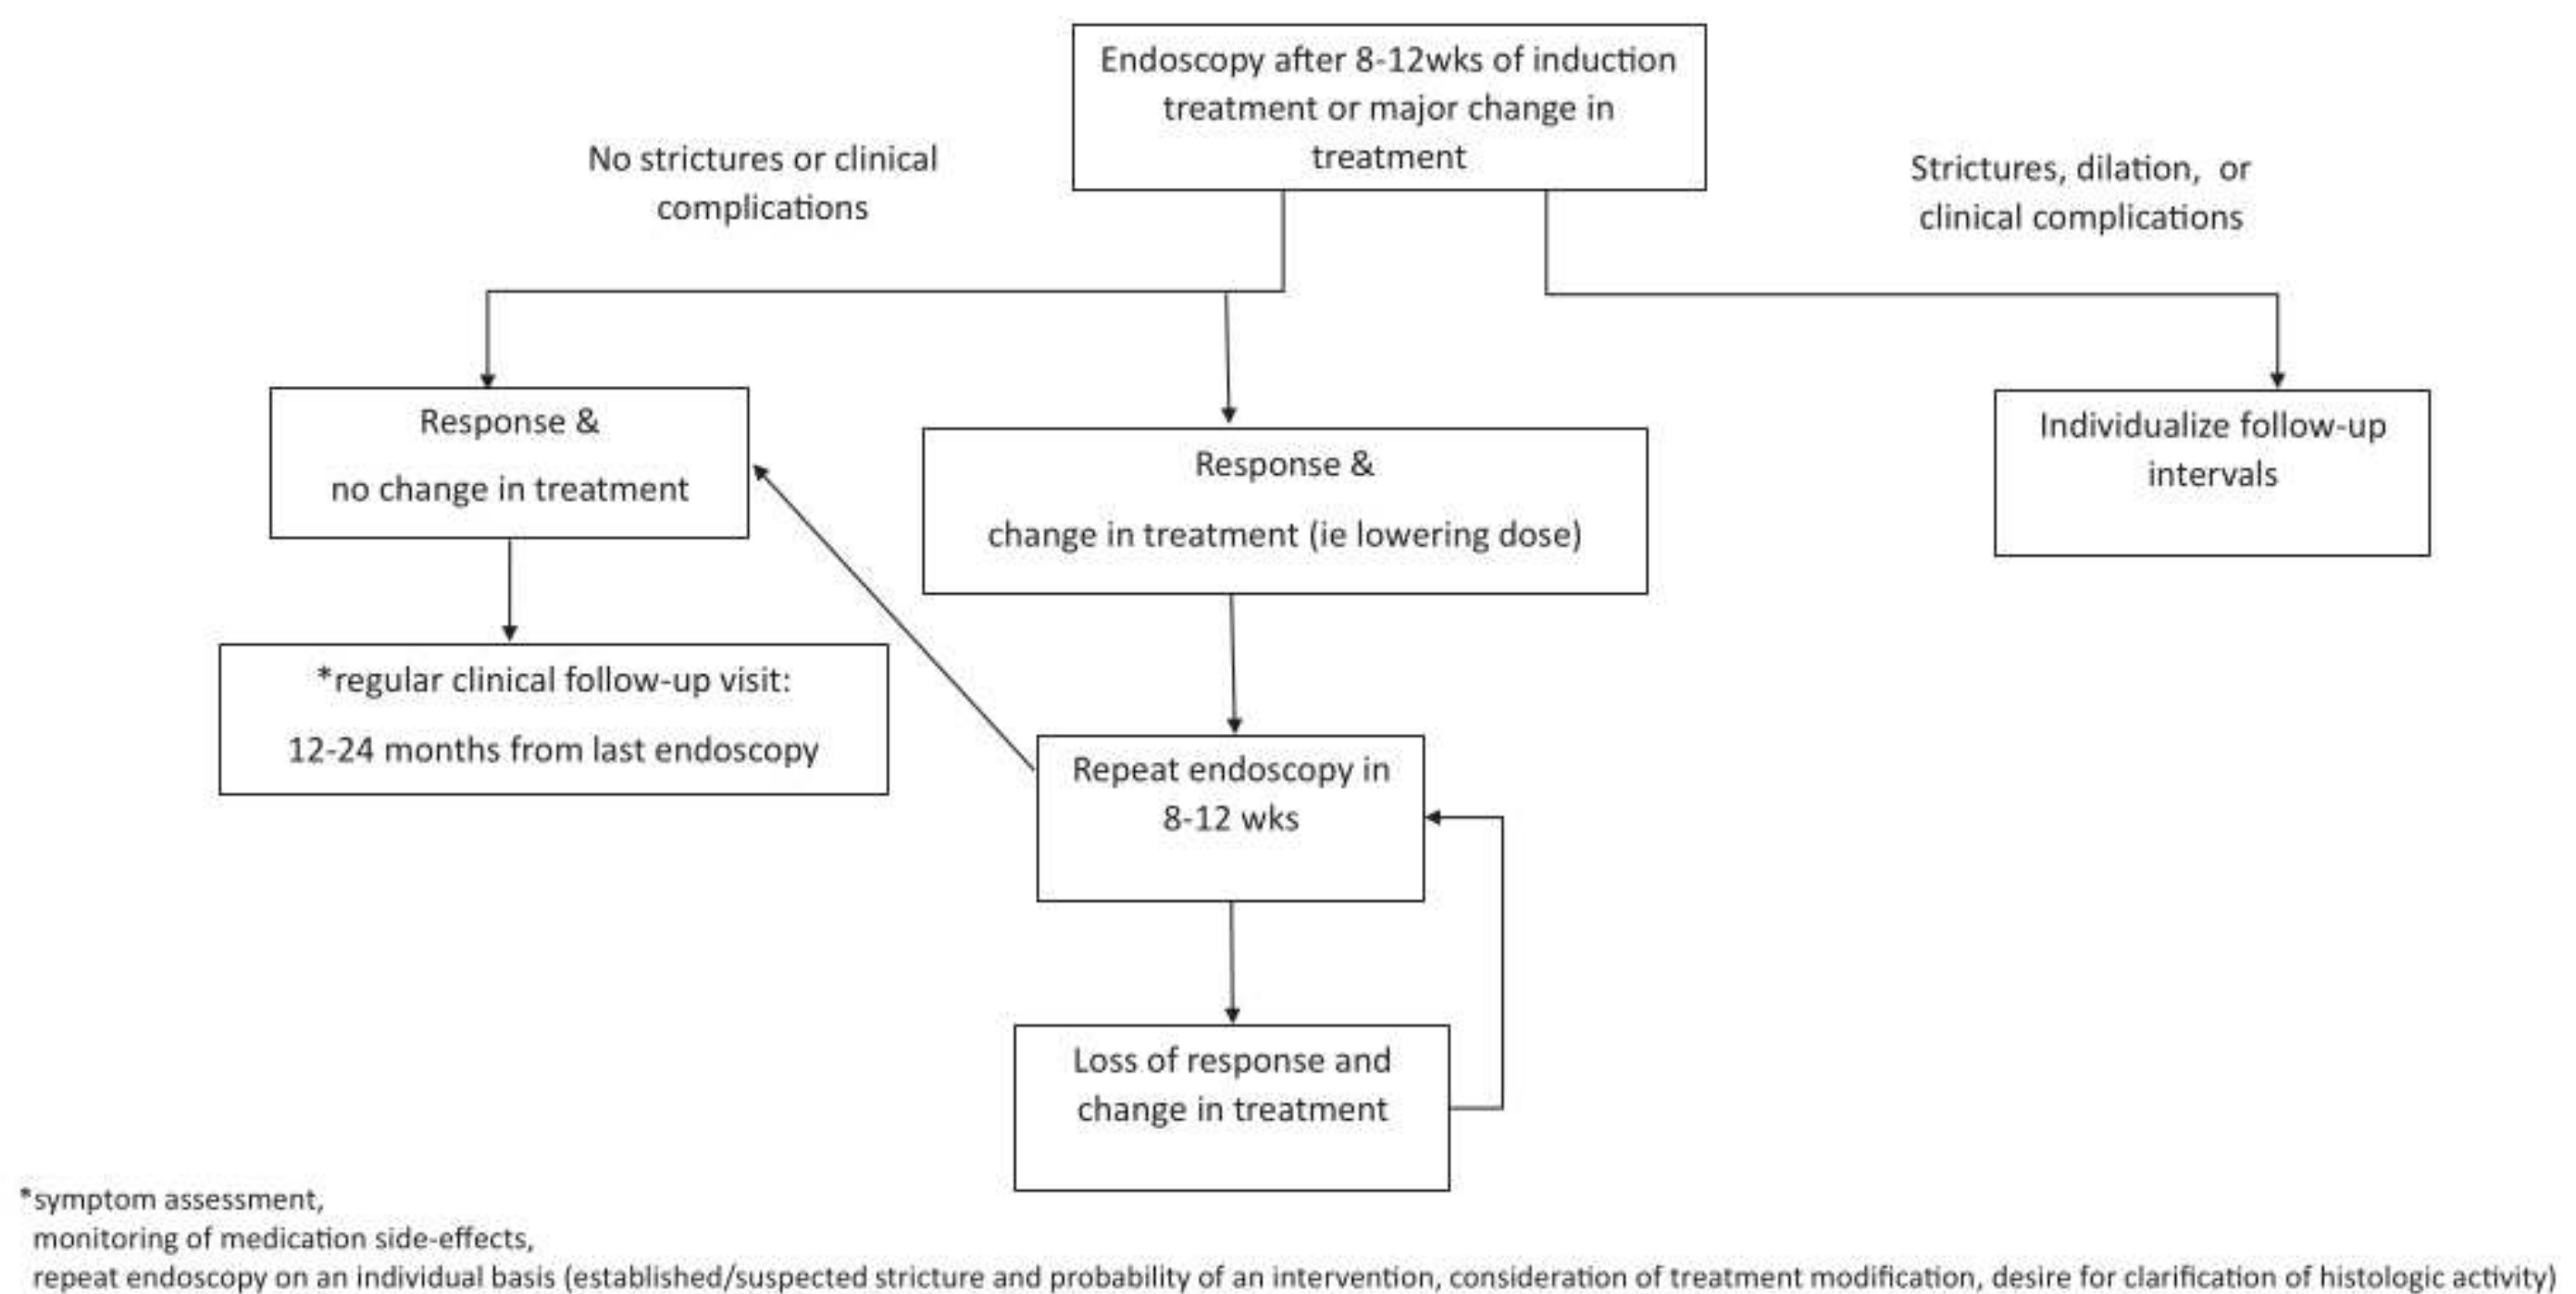 Endoscopy after 8-12wks of induction
treatment or major change in
treatment
No strictures or clinical
complications
Strictures, dilation, or
clinical complications
Response &
no change in treatment
Response &
change in treatment (ie lowering dose)
Individualize follow-up
intervals
*regular clinical follow-up visit:
12-24 months from last endoscopy
Repeat endoscopy in
8-12 wks
Loss of response and
change in treatment
*symptom assessment,
monitoring of medication side-effects,
repeat endoscopy on an individual basis (established/suspected stricture and probability of an intervention, consideration of treatment modification, desire for clarification of histologic activity)